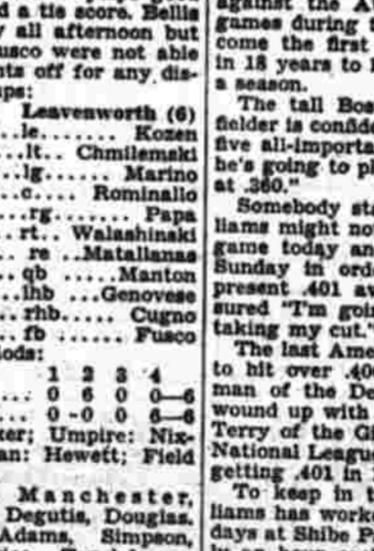 d a tie score. Bellis
all afternoon but
usco were not able
nts off for any dis-
ups:
Leavenworth (6)
...le....... Kozen
...lt.. Chmilemski
...lg...... Marino
...c.... Rominallo
...rg....... Papa
..rt.. Walashinaki
.. re ..Matallanas
.. qb .....Manton
...lhb ...Genovese
...rhb..... Cugno
.. fb ...... Fusco
iods:
1 2 3 4
... 0 6 0 0—6
... 0 -0 0 6—6
ker; Umpire: Nix-
an: Hewett; Field
Manchester,
Degutis, Douglas,
Adams, Simpson,
against the A
games during t
come the first
in 18 years to
a season.
The tall Bos
fielder is confide
five all-importa
he's going to pl
at .360."
Somebody st
liams might no
game today an
Sunday in ord
present .401 av
sured "I'm goi
taking my cut."
The last Ame
to hit over .40
man of the De
wound up with
Terry of the Gi
National League
getting .401 in
To keep in t
liams has work
days at Shibe P